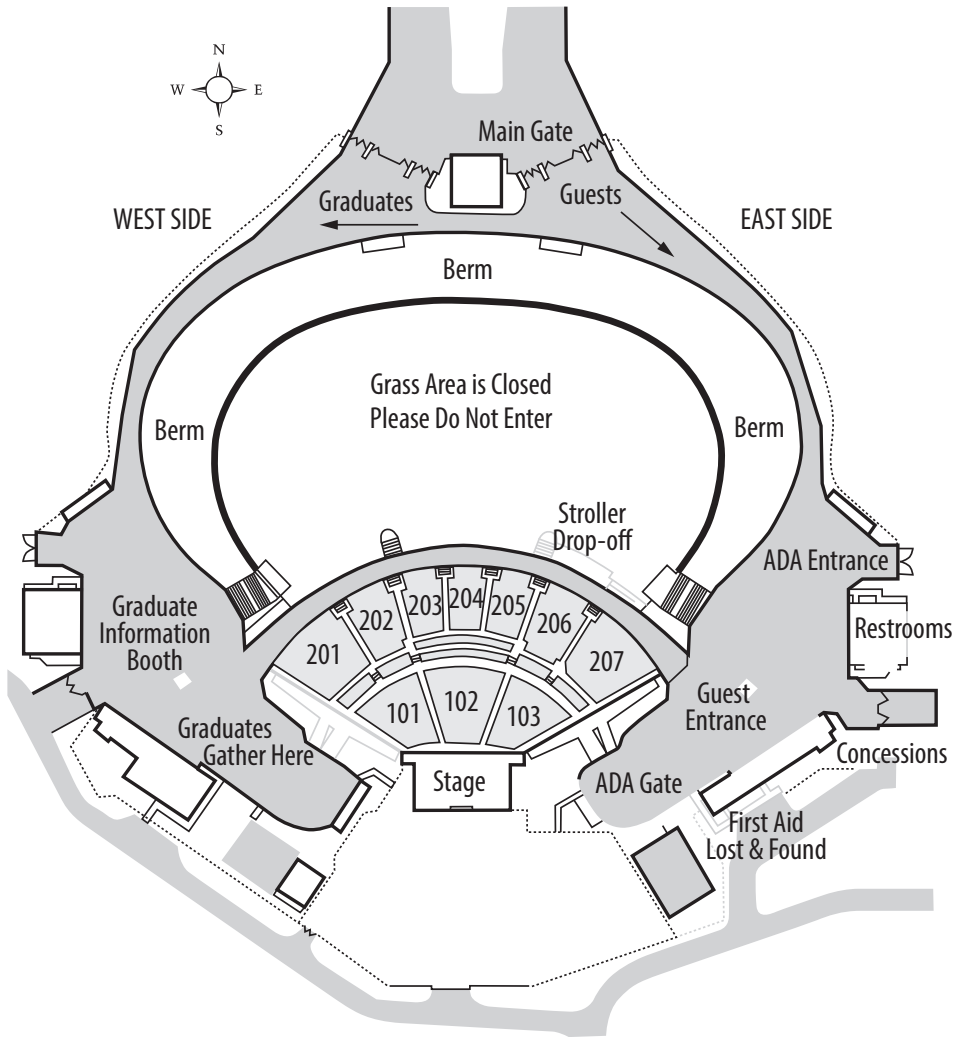 N
W E
S
Main Gate
Graduates
Guests
WEST SIDE
EAST SIDE
Berm
Grass Area is Closed
Please Do Not Enter
Berm
Berm
Stroller
Drop-off
ADA Entrance
Graduate
Information
Booth
Restrooms
201
202
203
204
205
206
207
101
102
103
Guest
Entrance
Graduates
Gather Here
Concessions
Stage
ADA Gate
First Aid
Lost & Found